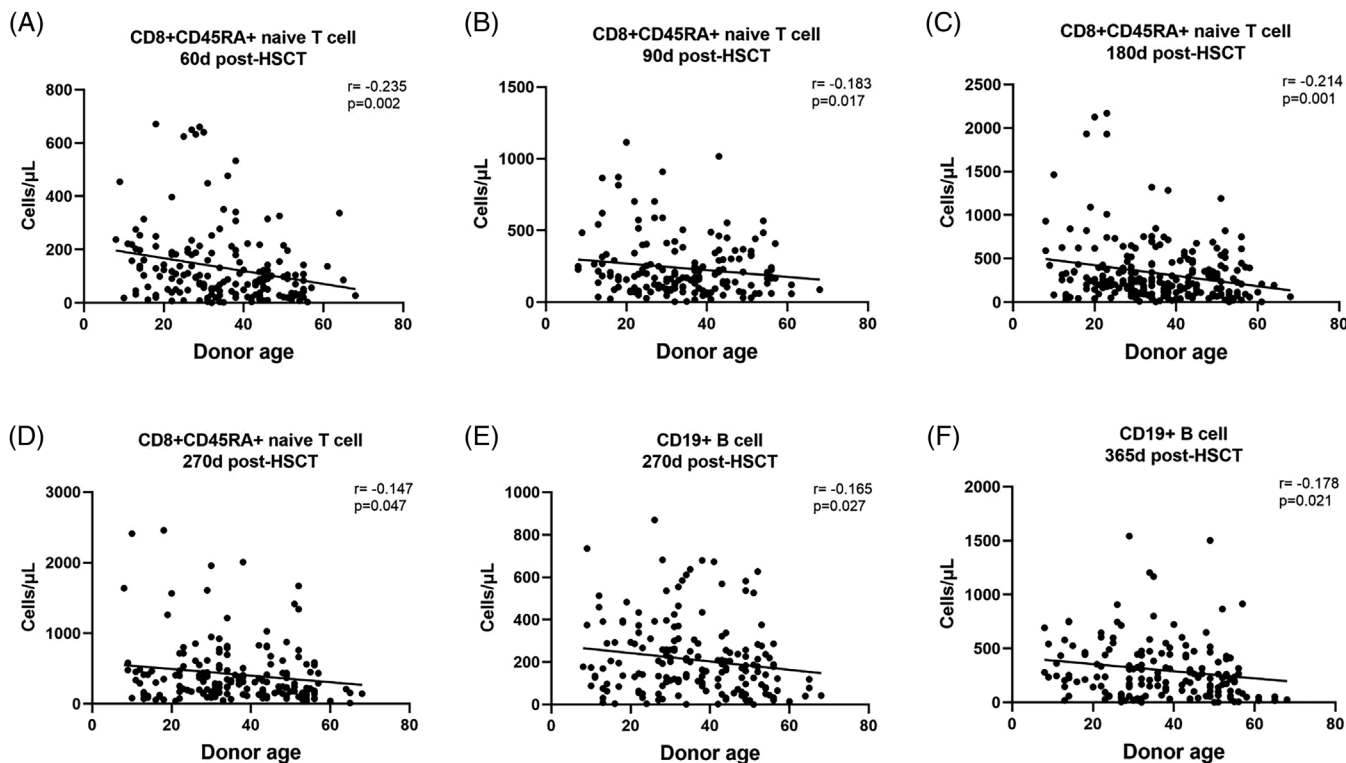 (A)
CD8+CD45RA+ naive T cell
60d post-HSCT
r= -0.235
p=0.002
800
600
400
200
0
Cells/μL
0 20 40 60 80
Donor age
(B)
CD8+CD45RA+ naive T cell
90d post-HSCT
r= -0.183
p=0.017
1500
1000
500
0
Cells/μL
0 20 40 60 80
Donor age
(C)
CD8+CD45RA+ naive T cell
180d post-HSCT
r= -0.214
p=0.001
2500
2000
1500
1000
500
0
Cells/μL
0 20 40 60 80
Donor age
(D)
CD8+CD45RA+ naive T cell
270d post-HSCT
r= -0.147
p=0.047
3000
2000
1000
0
Cells/μL
0 20 40 60 80
Donor age
(E)
CD19+ B cell
270d post-HSCT
r= -0.165
p=0.027
1000
800
600
400
200
0
Cells/μL
0 20 40 60 80
Donor age
(F)
CD19+ B cell
365d post-HSCT
r= -0.178
p=0.021
2000
1500
1000
500
0
Cells/μL
0 20 40 60 80
Donor age